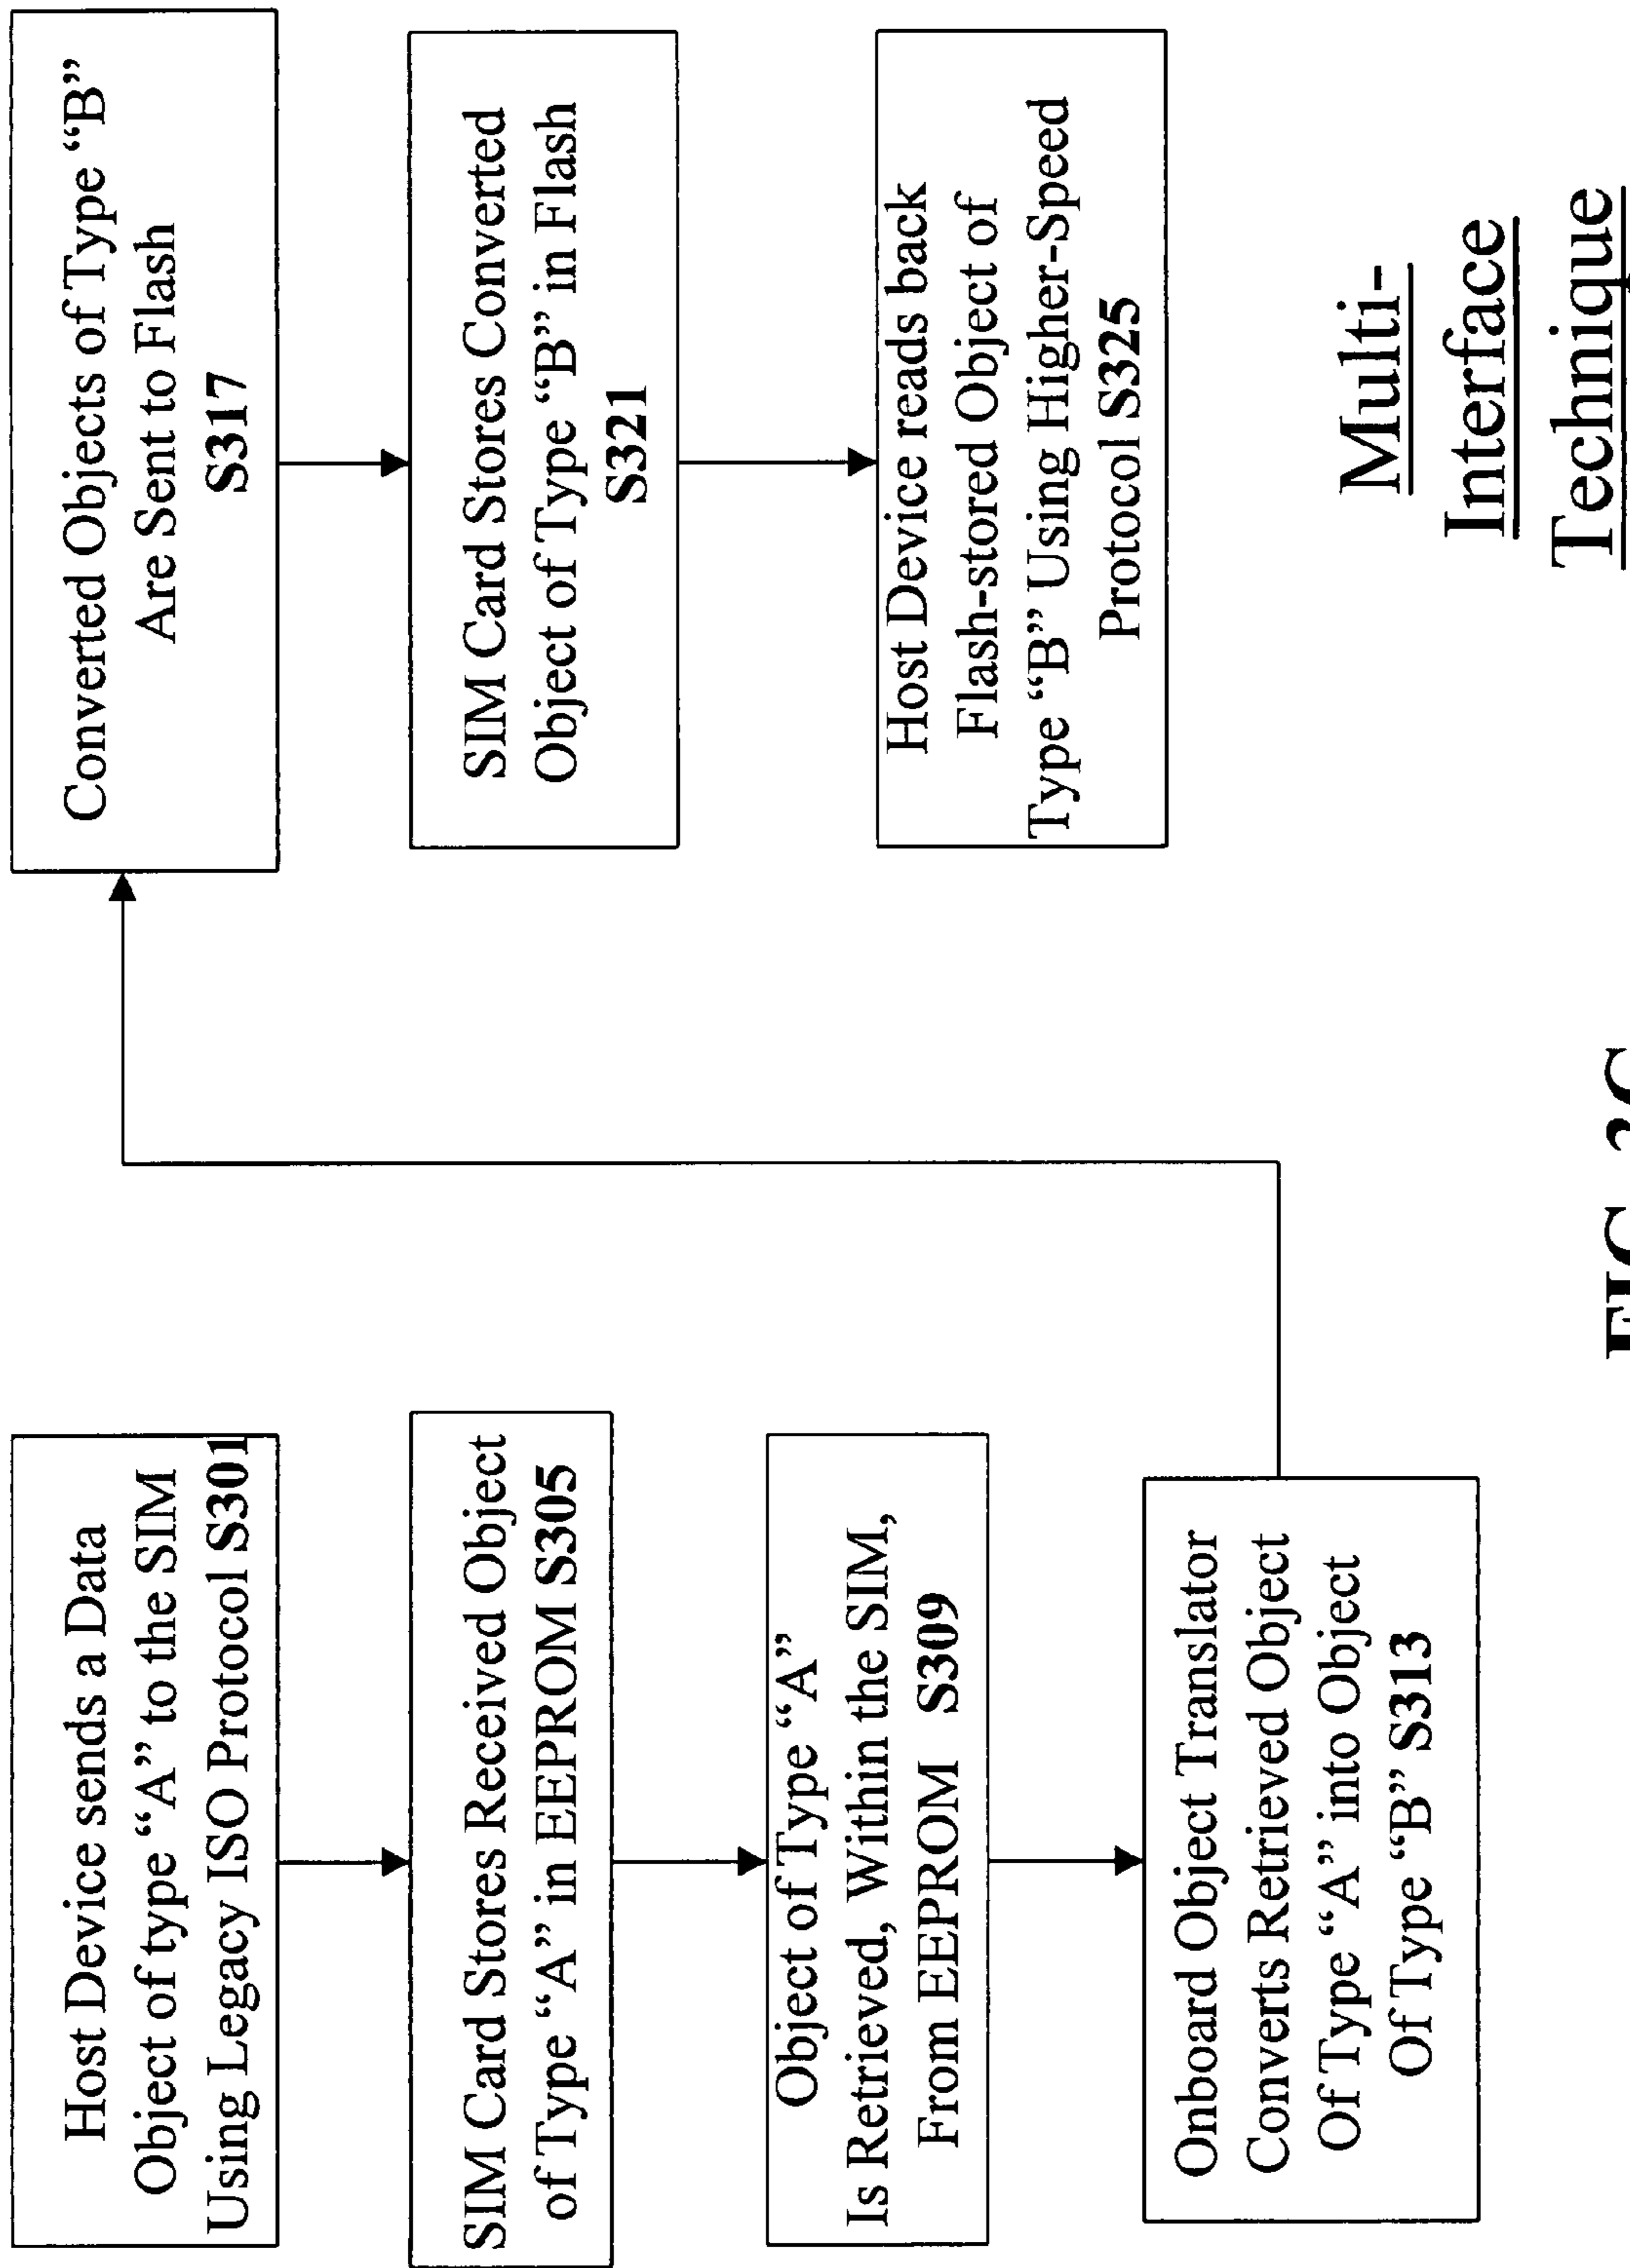 Host Device sends a Data
Object of type “A” to the SIM
Using Legacy ISO Protocol S301
SIM Card Stores Received Object
of Type “A” in EEPROM S305
Object of Type “A”
Is Retrieved, Within the SIM,
From EEPROM S309
Onboard Object Translator
Converts Retrieved Object
Of Type “A” into Object
Of Type “B” S313
Converted Objects of Type “B”
Are Sent to Flash
S317
SIM Card Stores Converted
Object of Type “B” in Flash
S321
Host Device reads back
Flash-stored Object of
Type “B” Using Higher-Speed
Protocol S325
Multi-
Interface
Technique
FIG